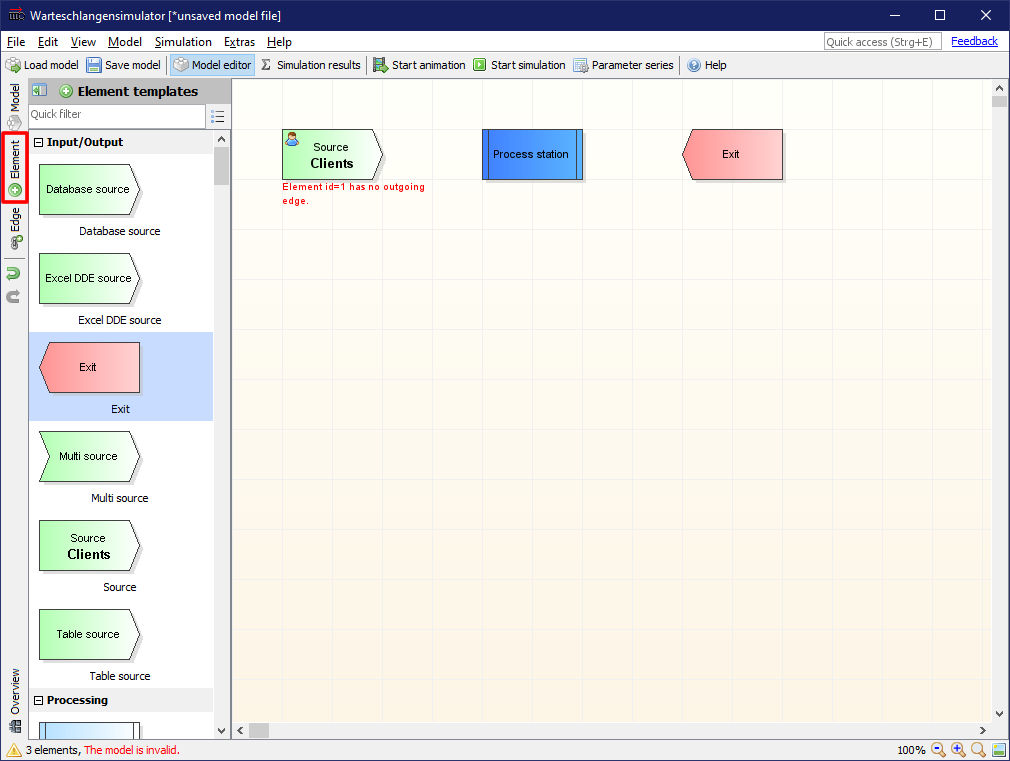 Warteschlangensimulator [*unsaved model file]
File Edit View Model Simulation Extras Help
Quick access (Strg+E) Feedback
Load model Save model Model editor Σ Simulation results Start animation Start simulation Parameter series Help
Model
Element
Edge
Overview
Element templates
Quick filter
Input/Output
Database source
Database source
Excel DDE source
Excel DDE source
Exit
Exit
Multi source
Multi source
Source
Clients
Source
Table source
Table source
Processing
Source
Clients
Element id=1 has no outgoing
edge.
Process station
Exit
3 elements, The model is invalid.
100%